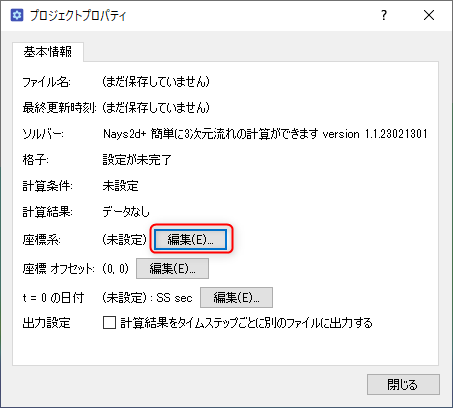 プロジェクトプロパティ
基本情報
ファイル名: (まだ保存していません)
最終更新時刻: (まだ保存していません)
ソルバー: Nays2d+ 簡単に3次元流れの計算ができます version 1.1.23021301
格子: 設定が未完了
計算条件: 未設定
計算結果: データなし
座標系: (未設定) 編集(E)...
座標 オフセット: (0, 0) 編集(E)...
t = 0 の日付 (未設定) : SS sec 編集(E)...
出力設定 計算結果をタイムステップごとに別のファイルに出力する
閉じる